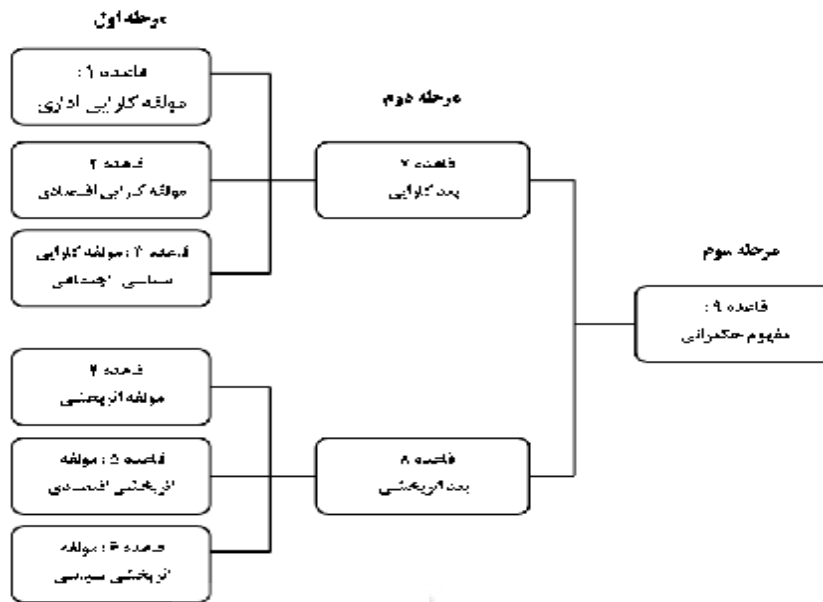 مرحله اول
قاعده ۱ :
مولفه کارایی اداری
قاعده ۲
مولفه کارایی اقتصادی
قاعده ۳ : مولفه کارایی
سیاسی اجتماعی
قاعده ۴
مولفه اثربخشی
قاعده ۵ : مولفه
اثربخشی اقتصادی
قاعده ۶ : مولفه
اثربخشی سیاسی
مرحله دوم
قاعده ۷
بعد کارایی
قاعده ۸
بعد اثربخشی
مرحله سوم
قاعده ۹ :
مفهوم حکمرانی